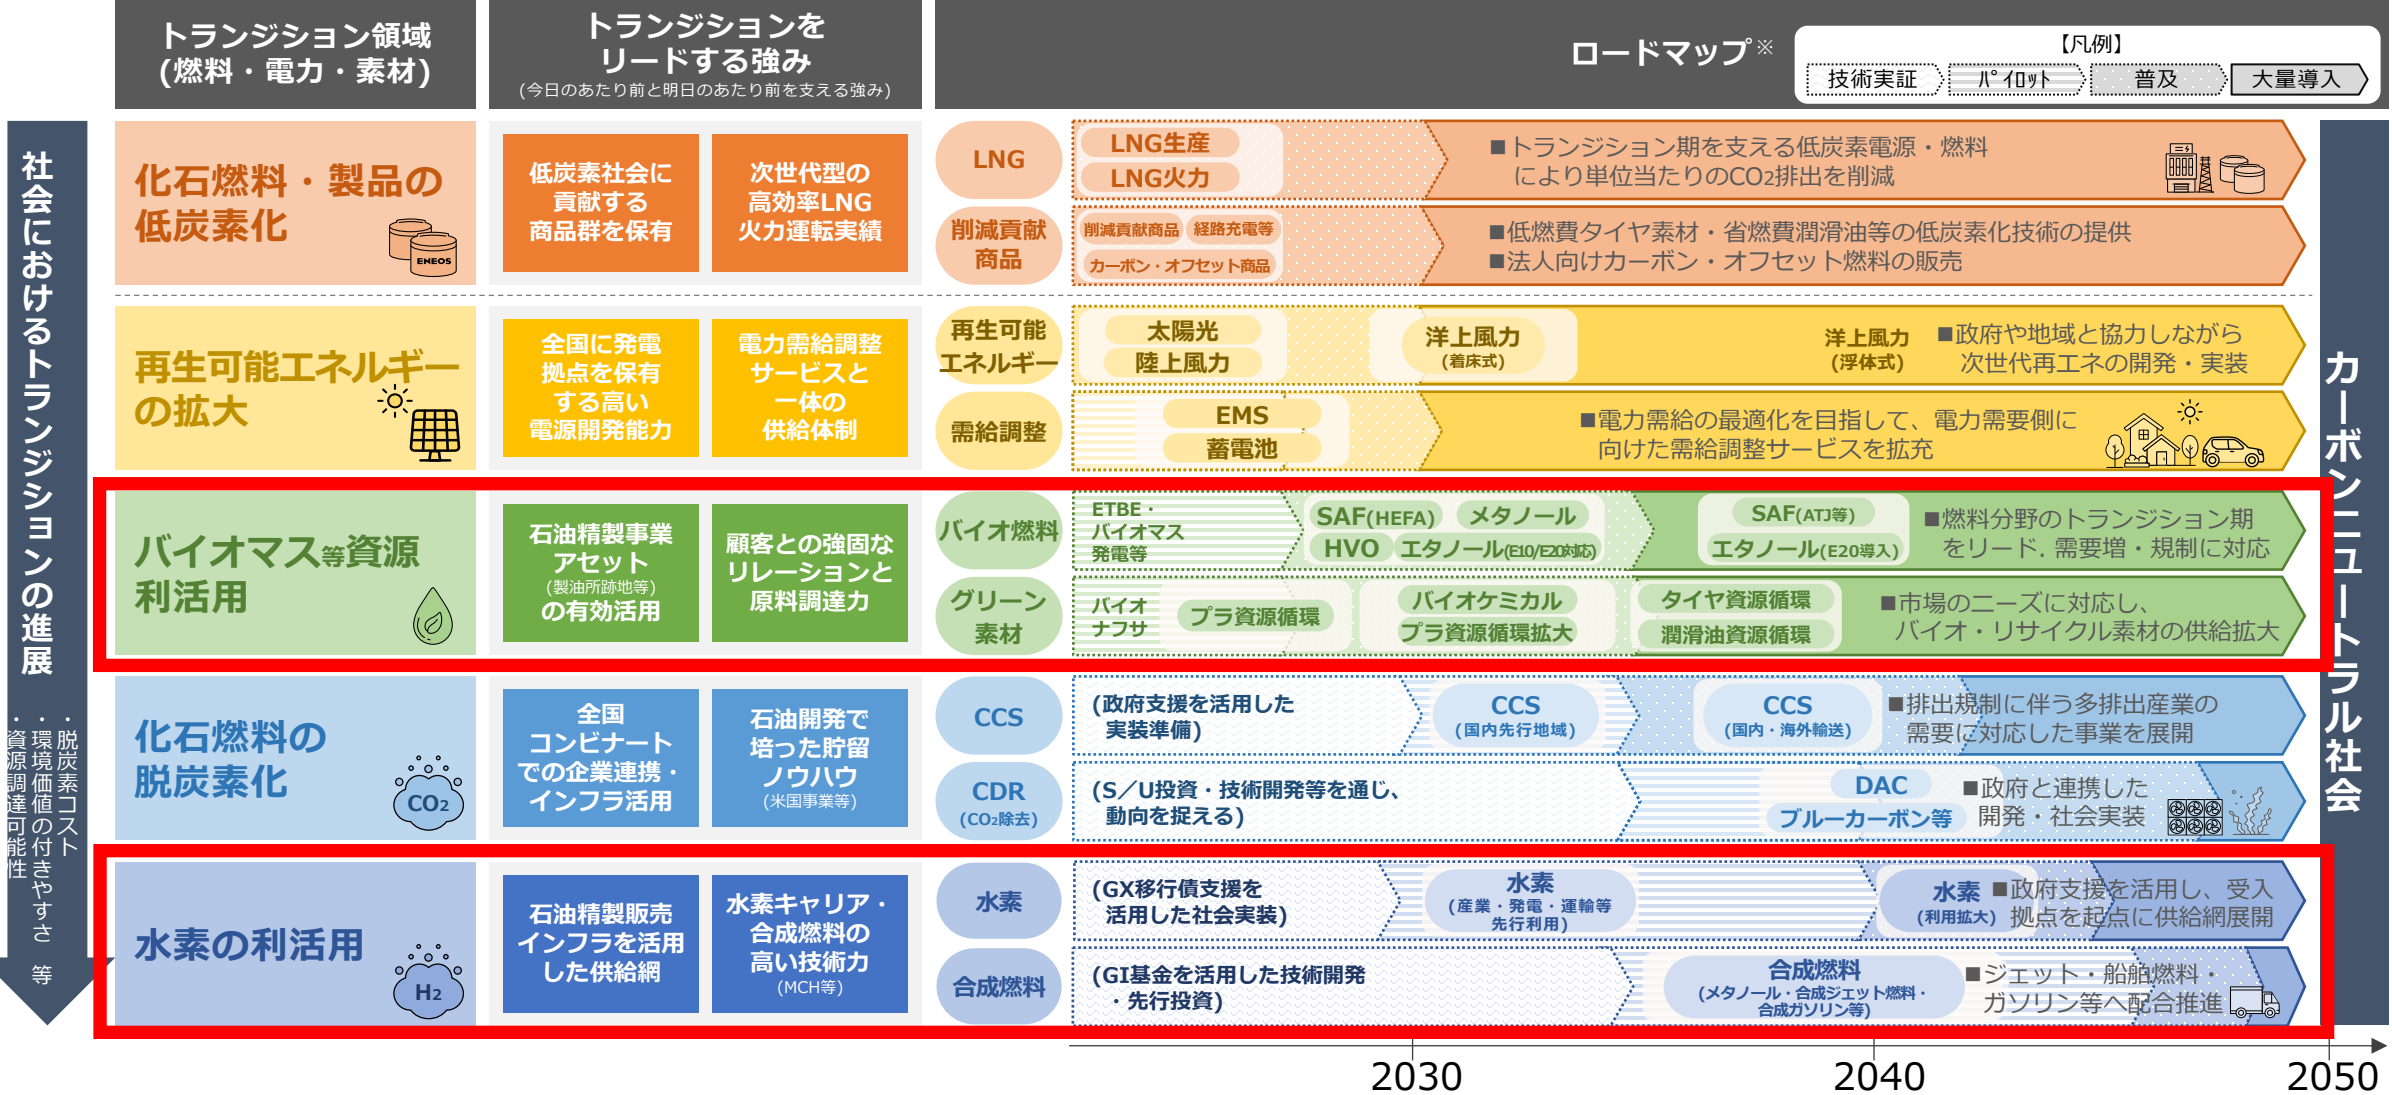 トランジション領域
(燃料・電力・素材)
トランジションを
リードする強み
(今日のあたり前と明日のあたり前を支える強み)
ロードマップ※
【凡例】
技術実証
ﾊﾟｲﾛｯﾄ
普及
大量導入
社会におけるトランジションの進展
・脱炭素コスト
・環境価値の付きやすさ 等
・資源調達可能性
化石燃料・製品の
低炭素化
ENEOS
低炭素社会に
貢献する
商品群を保有
次世代型の
高効率LNG
火力運転実績
LNG
LNG生産
LNG火力
■トランジション期を支える低炭素電源・燃料
により単位当たりのCO2排出を削減
削減貢献
商品
削減貢献商品
経路充電等
カーボン・オフセット商品
■低燃費タイヤ素材・省燃費潤滑油等の低炭素化技術の提供
■法人向けカーボン・オフセット燃料の販売
再生可能エネルギー
の拡大
全国に発電
拠点を保有
する高い
電源開発能力
電力需給調整
サービスと
一体の
供給体制
再生可能
エネルギー
太陽光
陸上風力
洋上風力
(着床式)
洋上風力
(浮体式)
■政府や地域と協力しながら
次世代再エネの開発・実装
需給調整
EMS
蓄電池
■電力需給の最適化を目指して、電力需要側に
向けた需給調整サービスを拡充
バイオマス等資源
利活用
石油精製事業
アセット
(製油所跡地等)
の有効活用
顧客との強固な
リレーションと
原料調達力
バイオ燃料
ETBE・
バイオマス
発電等
SAF(HEFA)
メタノール
HVO
エタノール(E10/E20対応)
SAF(ATJ等)
エタノール(E20導入)
■燃料分野のトランジション期
をリード．需要増・規制に対応
グリーン
素材
バイオ
ナフサ
プラ資源循環
バイオケミカル
プラ資源循環拡大
タイヤ資源循環
潤滑油資源循環
■市場のニーズに対応し、
バイオ・リサイクル素材の供給拡大
化石燃料の
脱炭素化
CO2
全国
コンビナート
での企業連携・
インフラ活用
石油開発で
培った貯留
ノウハウ
(米国事業等)
CCS
(政府支援を活用した
実装準備)
CCS
(国内先行地域)
CCS
(国内・海外輸送)
■排出規制に伴う多排出産業の
需要に対応した事業を展開
CDR
(CO2除去)
(S／U投資・技術開発等を通じ、
動向を捉える)
DAC
ブルーカーボン等
■政府と連携した
開発・社会実装
水素の利活用
H2
石油精製販売
インフラを活用
した供給網
水素キャリア・
合成燃料の
高い技術力
(MCH等)
水素
(GX移行債支援を
活用した社会実装)
水素
(産業・発電・運輸等
先行利用)
水素
(利用拡大)
■政府支援を活用し、受入
拠点を起点に供給網展開
合成燃料
(GI基金を活用した技術開発
・先行投資)
合成燃料
(メタノール・合成ジェット燃料・
合成ガソリン等)
■ジェット・船舶燃料・
ガソリン等へ配合推進
カーボンニュートラル社会
2030
2040
2050